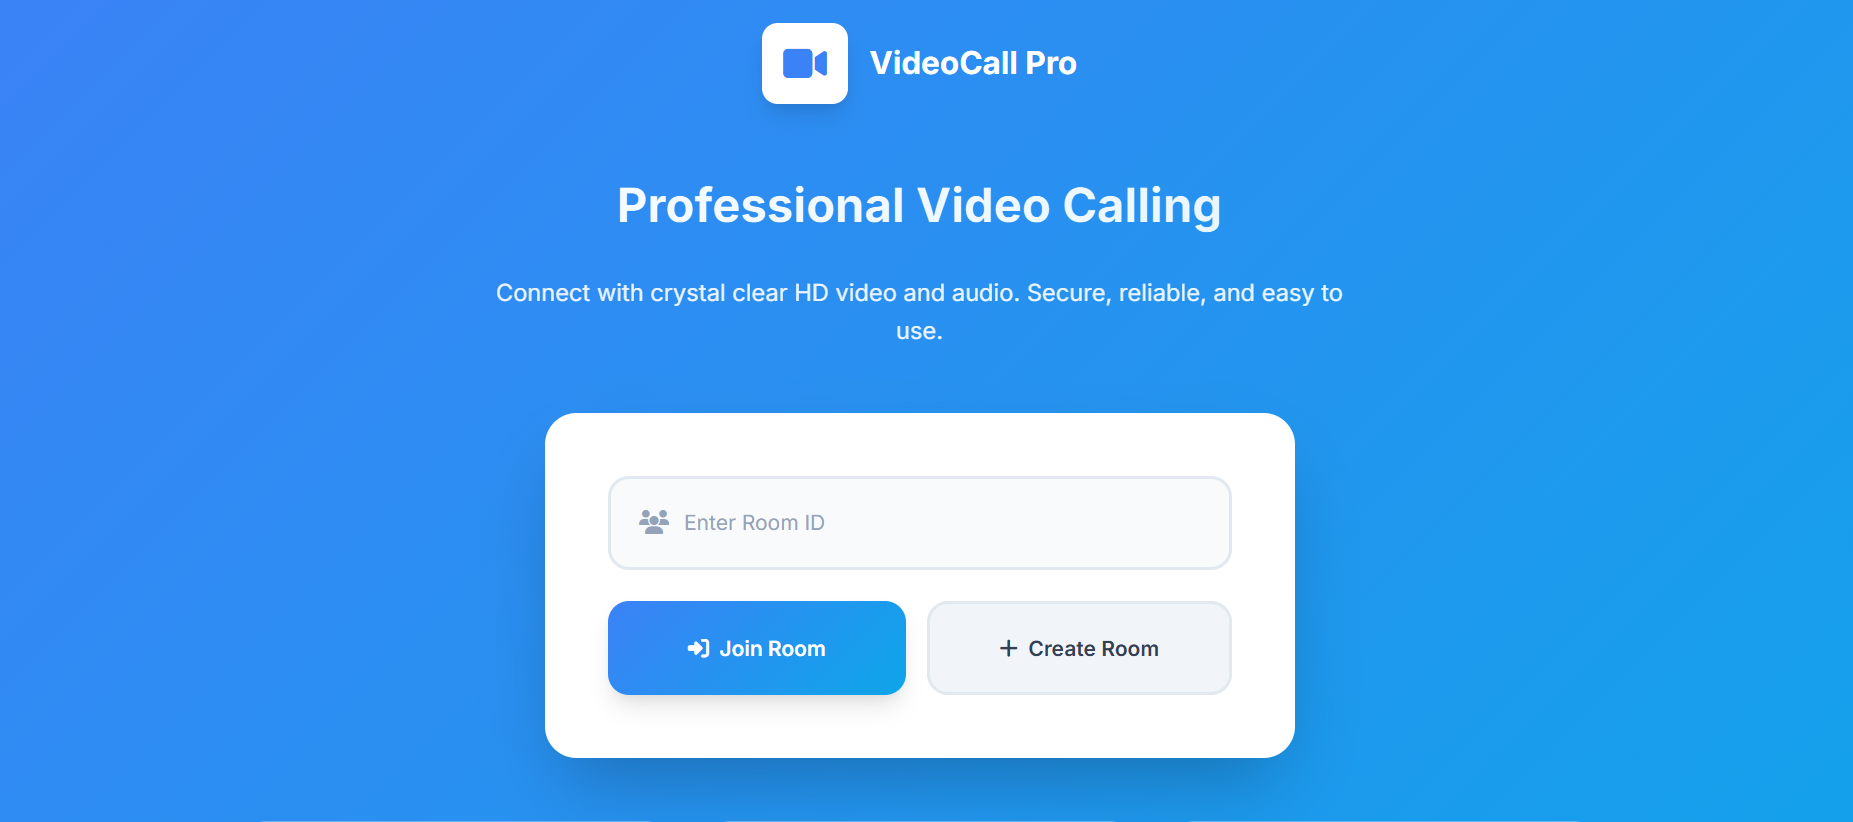 VideoCall Pro
Professional Video Calling
Connect with crystal clear HD video and audio. Secure, reliable, and easy to
use.
Enter Room ID
Join Room
Create Room